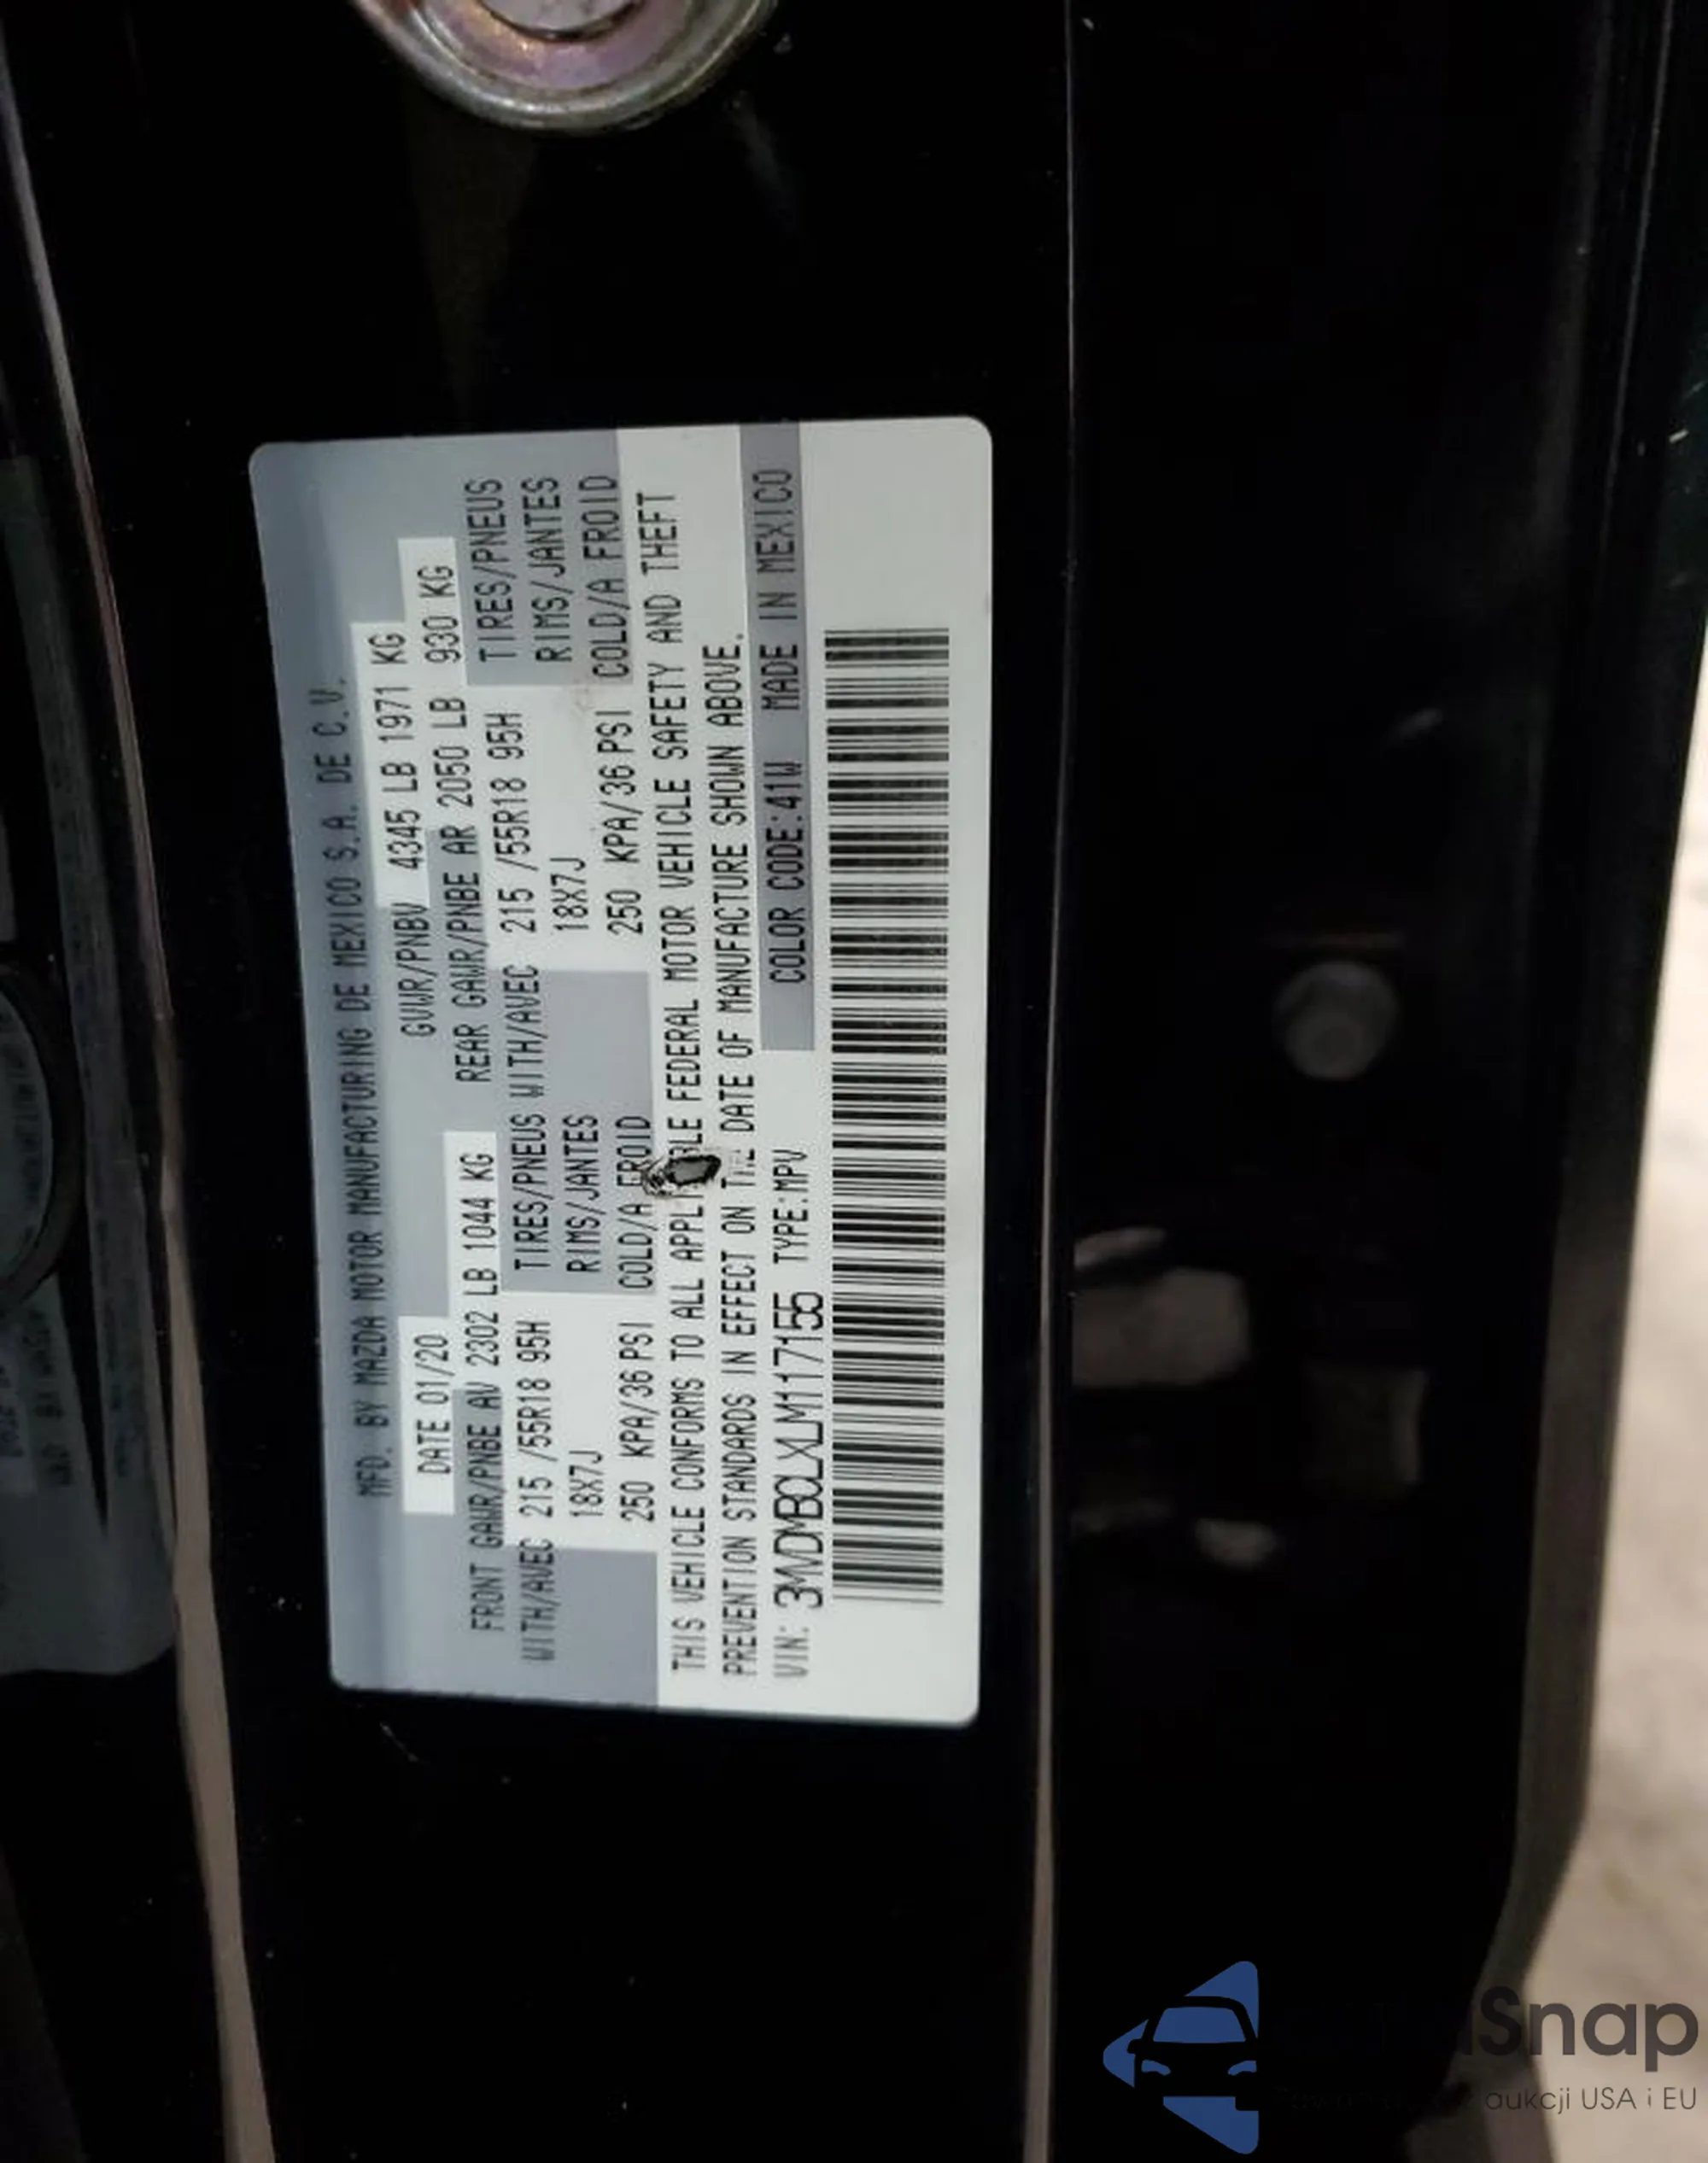 MFD. BY MAZDA MOTOR MANUFACTURING DE MEXICO S.A. DE C.V.
DATE 01/20 GVWR/PNBV 4345 LB 1971 KG
FRONT GAWR/PNBE AV 2302 LB 1044 KG REAR GAWR/PNBE AR 2050 LB 930 KG
WITH/AVEC 215 /55R18 95H TIRES/PNEUS WITH/AVEC 215 /55R18 95H TIRES/PNEUS
18X7J RIMS/JANTES 18X7J RIMS/JANTES
250 KPA/36 PSI COLD/A FROID 250 KPA/36 PSI COLD/A FROID
THIS VEHICLE CONFORMS TO ALL FEDERAL MOTOR VEHICLE SAFETY AND THEFT
PREVENTION STANDARDS IN EFFECT ON DATE OF MANUFACTURE SHOWN ABOVE.
VIN: 3MVDMBCLXLM117155 TYPE:MPV COLOR CODE:41W MADE IN MEXICO
Snap
aukcji USA i EU